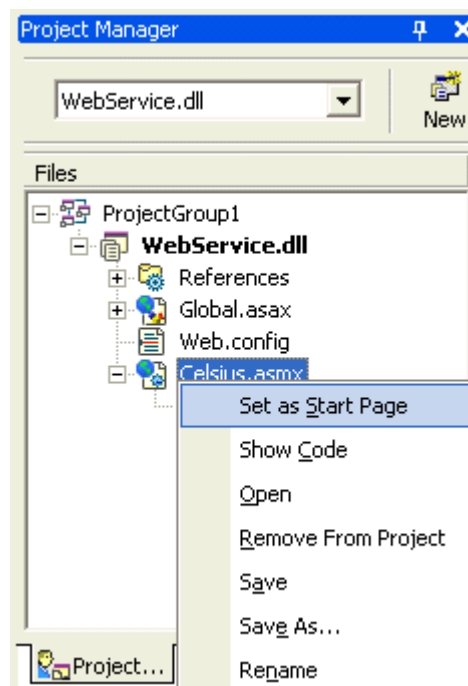 Project Manager
WebService.dll
New
Files
ProjectGroup1
WebService.dll
References
Global.asax
Web.config
Celsius.asmx
Set as Start Page
Show Code
Open
Remove From Project
Save
Save As...
Project...
Rename